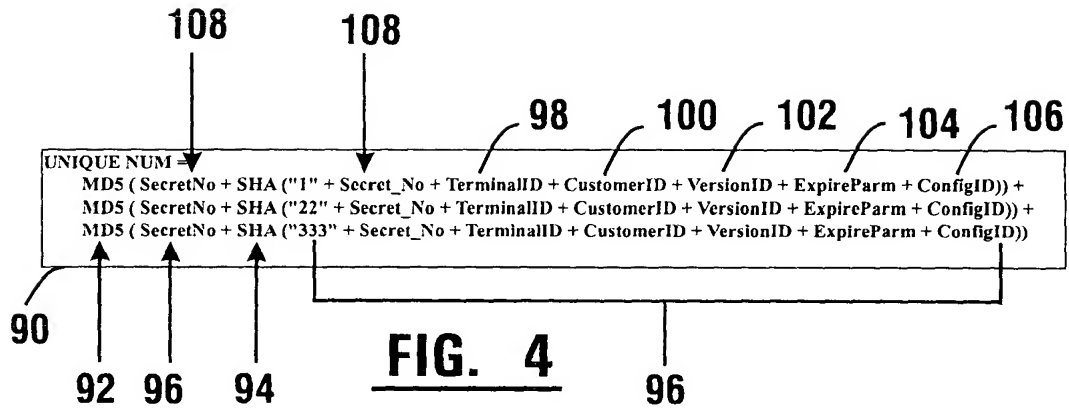 108 108
98 100 102 104 106
UNIQUE NUM =
MD5 ( SecretNo + SHA ("1" + Secret_No + TerminalID + CustomerID + VersionID + ExpireParm + ConfigID)) +
MD5 ( SecretNo + SHA ("22" + Secret_No + TerminalID + CustomerID + VersionID + ExpireParm + ConfigID)) +
MD5 ( SecretNo + SHA ("333" + Secret_No + TerminalID + CustomerID + VersionID + ExpireParm + ConfigID))
90
92 96 94 96
FIG. 4